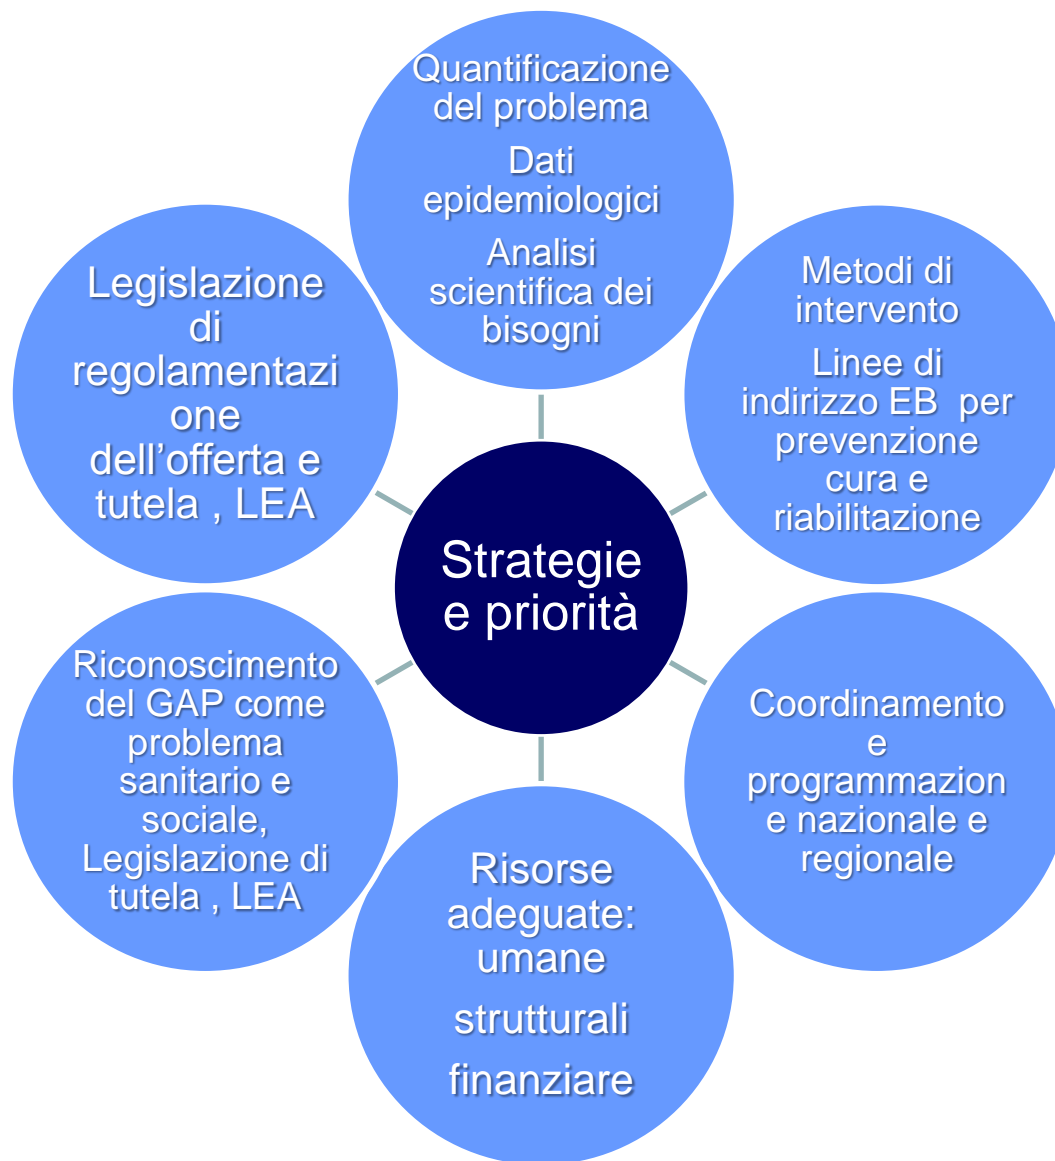 Quantificazione
del problema
Dati
epidemiologici
Analisi
scientifica dei
bisogni
Metodi di
intervento
Linee di
indirizzo EB  per
prevenzione
cura e
riabilitazione
Coordinamento
e
programmazion
e nazionale e
regionale
Risorse
adeguate:
umane
strutturali
finanziare
Riconoscimento
del GAP come
problema
sanitario e
sociale,
Legislazione di
tutela , LEA
Legislazione
di
regolamentazi
one
dell’offerta e
tutela , LEA
Strategie
e priorità